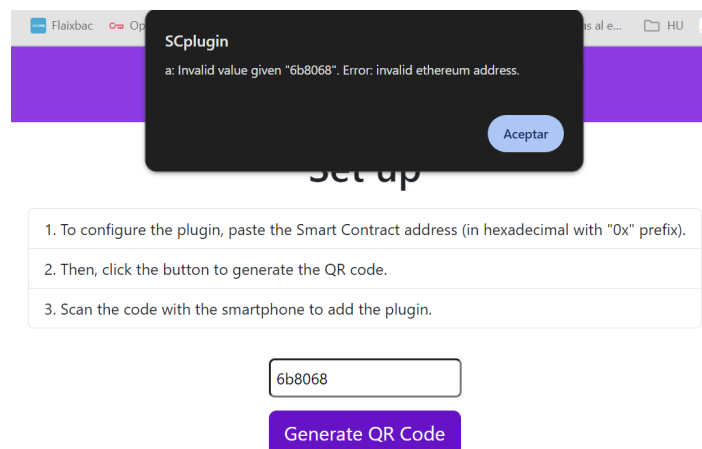 Flaixbac
Op
as al e...
HU
SCplugin
a: Invalid value given "6b8068". Error: invalid ethereum address.
Aceptar
Set up
1. To configure the plugin, paste the Smart Contract address (in hexadecimal with "0x" prefix).
2. Then, click the button to generate the QR code.
3. Scan the code with the smartphone to add the plugin.
6b8068
Generate QR Code